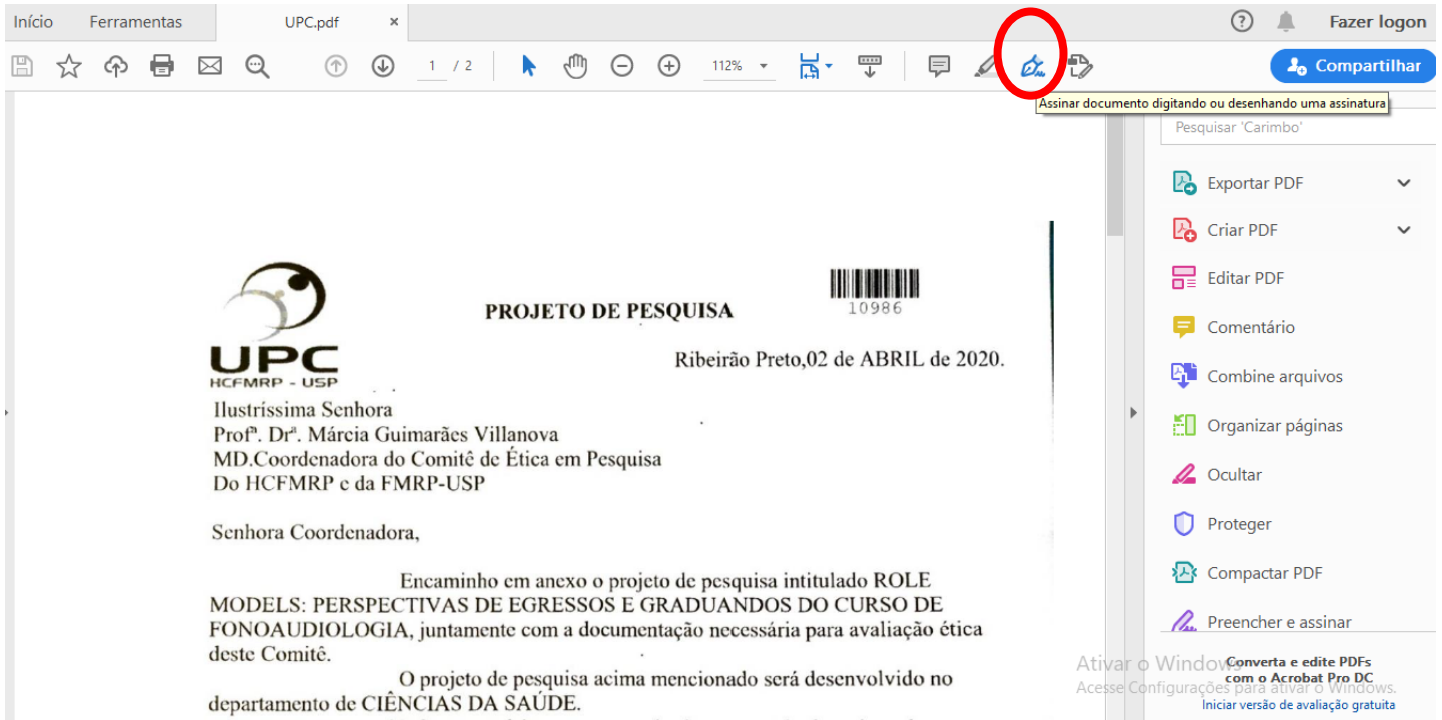 Início Ferramentas UPC.pdf × ? Fazer logon
1 / 2 112% Compartilhar
Assinar documento digitando ou desenhando uma assinatura
Pesquisar 'Carimbo'
Exportar PDF
Criar PDF
Editar PDF
Comentário
Combine arquivos
Organizar páginas
Ocultar
Proteger
Compactar PDF
Preencher e assinar
Converta e edite PDFs
com o Acrobat Pro DC
Iniciar versão de avaliação gratuita
Ativar o Windows
Acesse Configurações para ativar o Windows.
UPC
HCFMRP - USP
PROJETO DE PESQUISA
10986
Ribeirão Preto,02 de ABRIL de 2020.
Ilustríssima Senhora
Profª. Drª. Márcia Guimarães Villanova
MD.Coordenadora do Comitê de Ética em Pesquisa
Do HCFMRP e da FMRP-USP
Senhora Coordenadora,
Encaminho em anexo o projeto de pesquisa intitulado ROLE
MODELS: PERSPECTIVAS DE EGRESSOS E GRADUANDOS DO CURSO DE
FONOAUDIOLOGIA, juntamente com a documentação necessária para avaliação ética
deste Comitê.
O projeto de pesquisa acima mencionado será desenvolvido no
departamento de CIÊNCIAS DA SAÚDE.